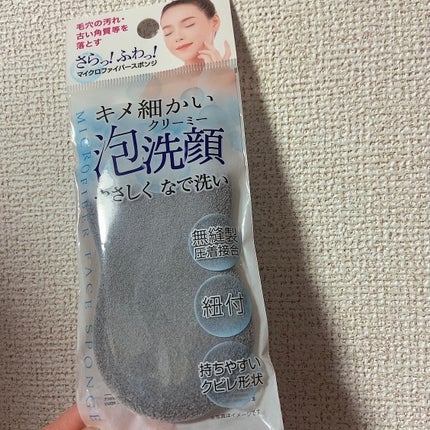 毛穴の汚れ・
古い角質等を
落とす
さらっ!ふわっ!
マイクロファイバースポンジ
キメ細かい
クリーミー
泡洗顔
やさしく なで洗い
MICROFIBER FACE SPONGE
無縫製
圧着接合
紐付
持ちやすい
クビレ形状